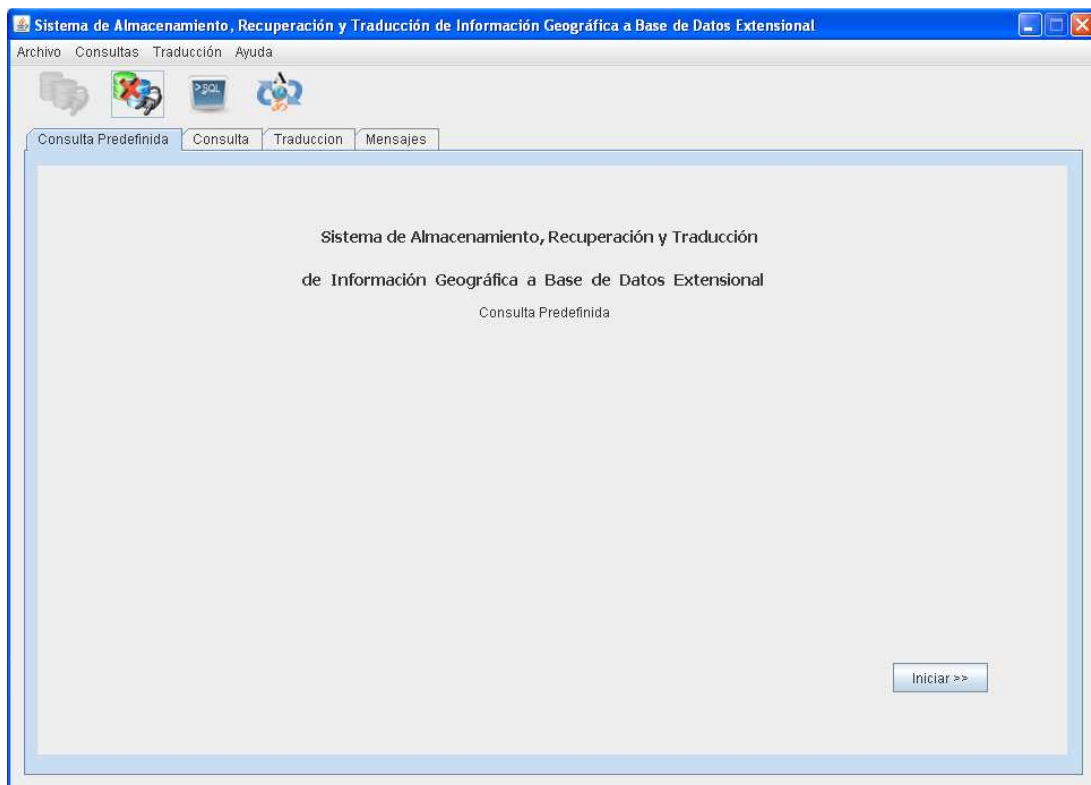 Sistema de Almacenamiento, Recuperación y Traducción de Información Geográfica a Base de Datos Extensional
Archivo Consultas Traducción Ayuda
>SQL
Consulta Predefinida Consulta Traduccion Mensajes
Sistema de Almacenamiento, Recuperación y Traducción
de Información Geográfica a Base de Datos Extensional
Consulta Predefinida
Iniciar >>